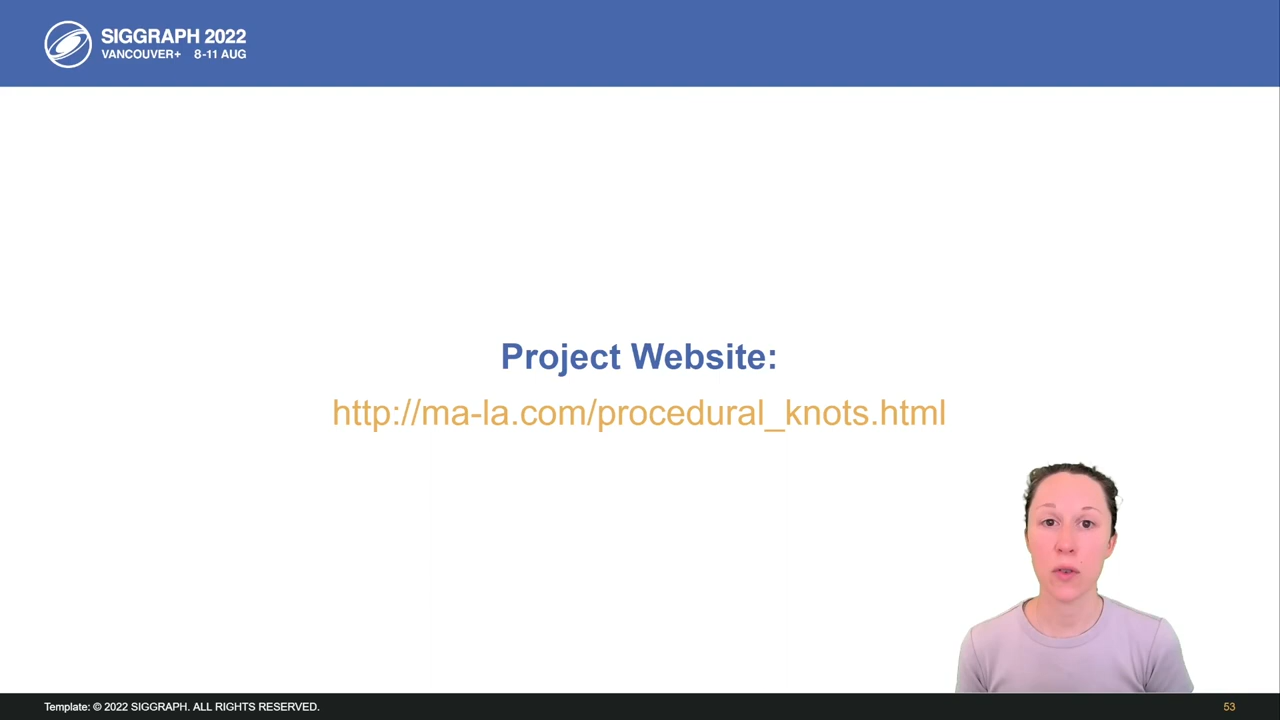 SIGGRAPH 2022
VANCOUVER+ 8-11 AUG
Project Website:
http://ma-la.com/procedural_knots.html
Template: © 2022 SIGGRAPH. ALL RIGHTS RESERVED.
53